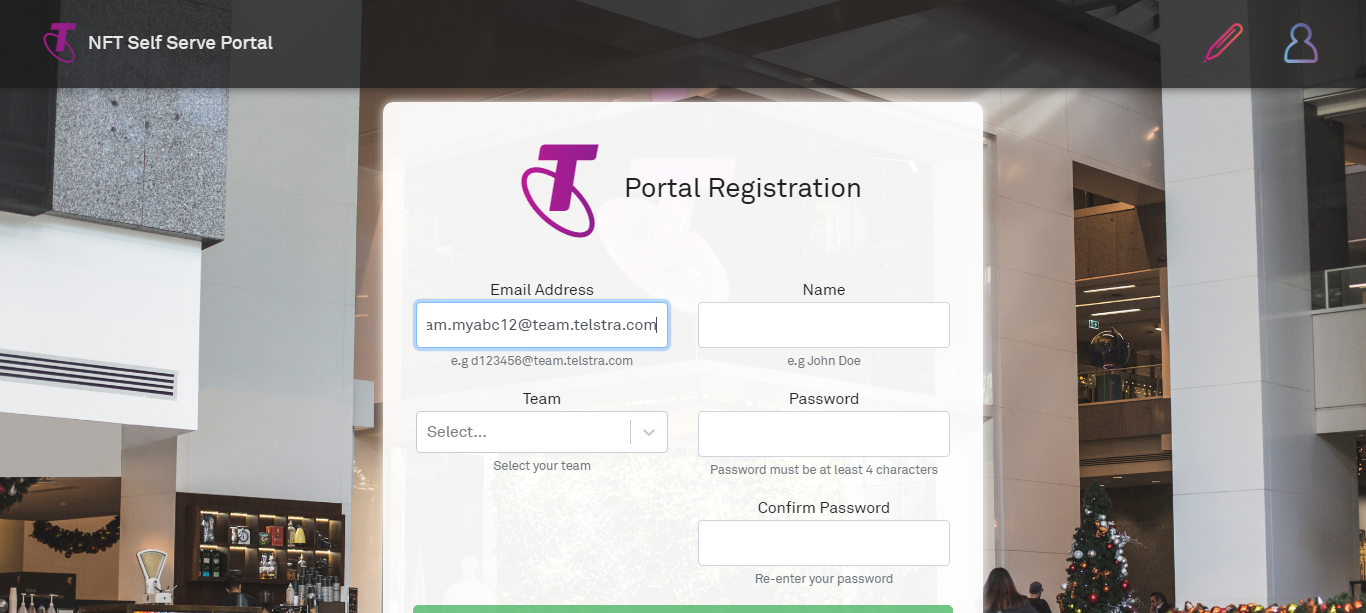 NFT Self Serve Portal
Portal Registration
Email Address
am.myabc12@team.telstra.com
e.g d123456@team.telstra.com
Name
e.g John Doe
Team
Select...
Select your team
Password
Password must be at least 4 characters
Confirm Password
Re-enter your password